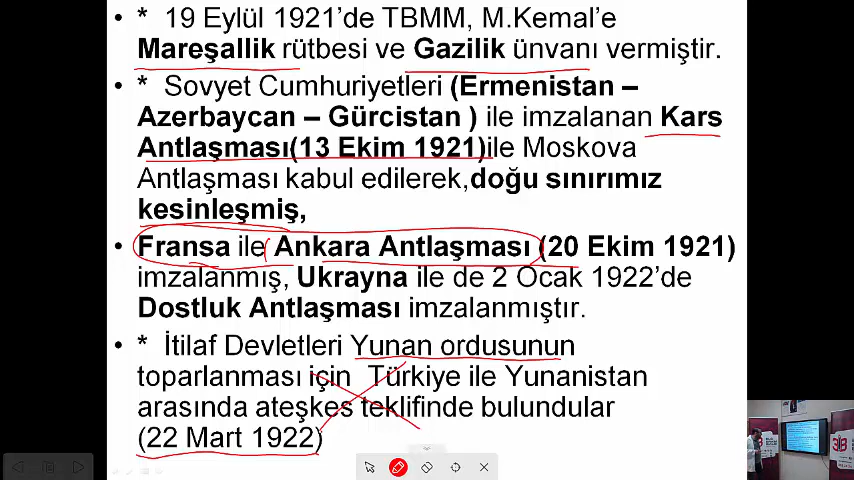 • * 19 Eylül 1921’de TBMM, M.Kemal’e
Mareşallik rütbesi ve Gazilik ünvanı vermiştir.
• * Sovyet Cumhuriyetleri (Ermenistan –
Azerbaycan – Gürcistan ) ile imzalanan Kars
Antlaşması(13 Ekim 1921)ile Moskova
Antlaşması kabul edilerek,doğu sınırımız
kesinleşmiş,
• Fransa ile Ankara Antlaşması (20 Ekim 1921)
imzalanmış, Ukrayna ile de 2 Ocak 1922’de
Dostluk Antlaşması imzalanmıştır.
• * İtilaf Devletleri Yunan ordusunun
toparlanması için Türkiye ile Yunanistan
arasında ateşkes teklifinde bulundular
(22 Mart 1922)